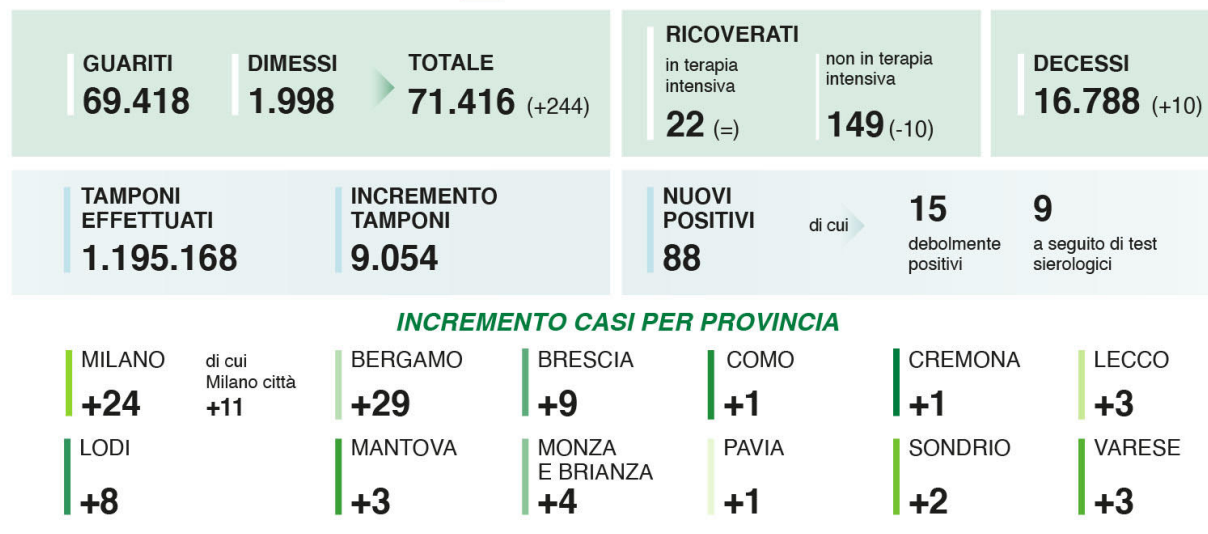 GUARITI
69.418
DIMESSI
1.998
TOTALE
71.416 (+244)
RICOVERATI
in terapia
intensiva
22 (=)
non in terapia
intensiva
149 (-10)
DECESSI
16.788 (+10)
TAMPONI
EFFETTUATI
1.195.168
INCREMENTO
TAMPONI
9.054
NUOVI
POSITIVI
88
di cui
15
debolmente
positivi
9
a seguito di test
sierologici
INCREMENTO CASI PER PROVINCIA
MILANO
+24
di cui
Milano città
+11
BERGAMO
+29
BRESCIA
+9
COMO
+1
CREMONA
+1
LECCO
+3
LODI
+8
MANTOVA
+3
MONZA
E BRIANZA
+4
PAVIA
+1
SONDRIO
+2
VARESE
+3